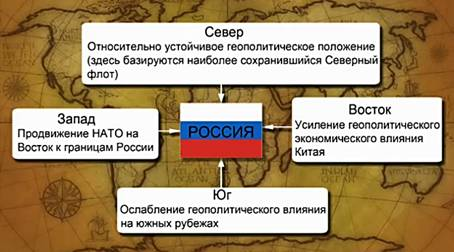 Север
Относительно устойчивое геополитическое положение
(здесь базируются наиболее сохранившийся Северный
флот)
Запад
Продвижение НАТО на
Восток к границам России
РОССИЯ
Восток
Усиление геополитического
экономического влияния
Китая
Юг
Ослабление геополитического влияния
на южных рубежах